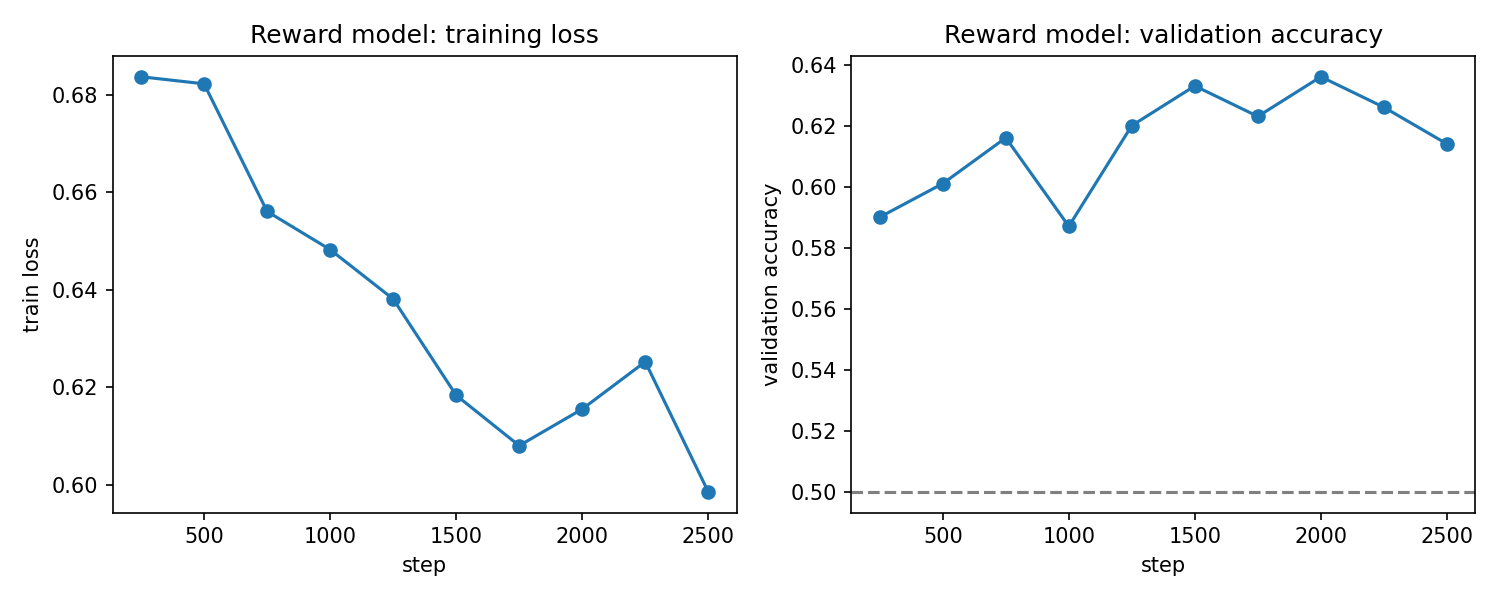 Reward model: training loss
train loss
0.68
0.66
0.64
0.62
0.60
500 1000 1500 2000 2500
step
Reward model: validation accuracy
validation accuracy
0.64
0.62
0.60
0.58
0.56
0.54
0.52
0.50
500 1000 1500 2000 2500
step